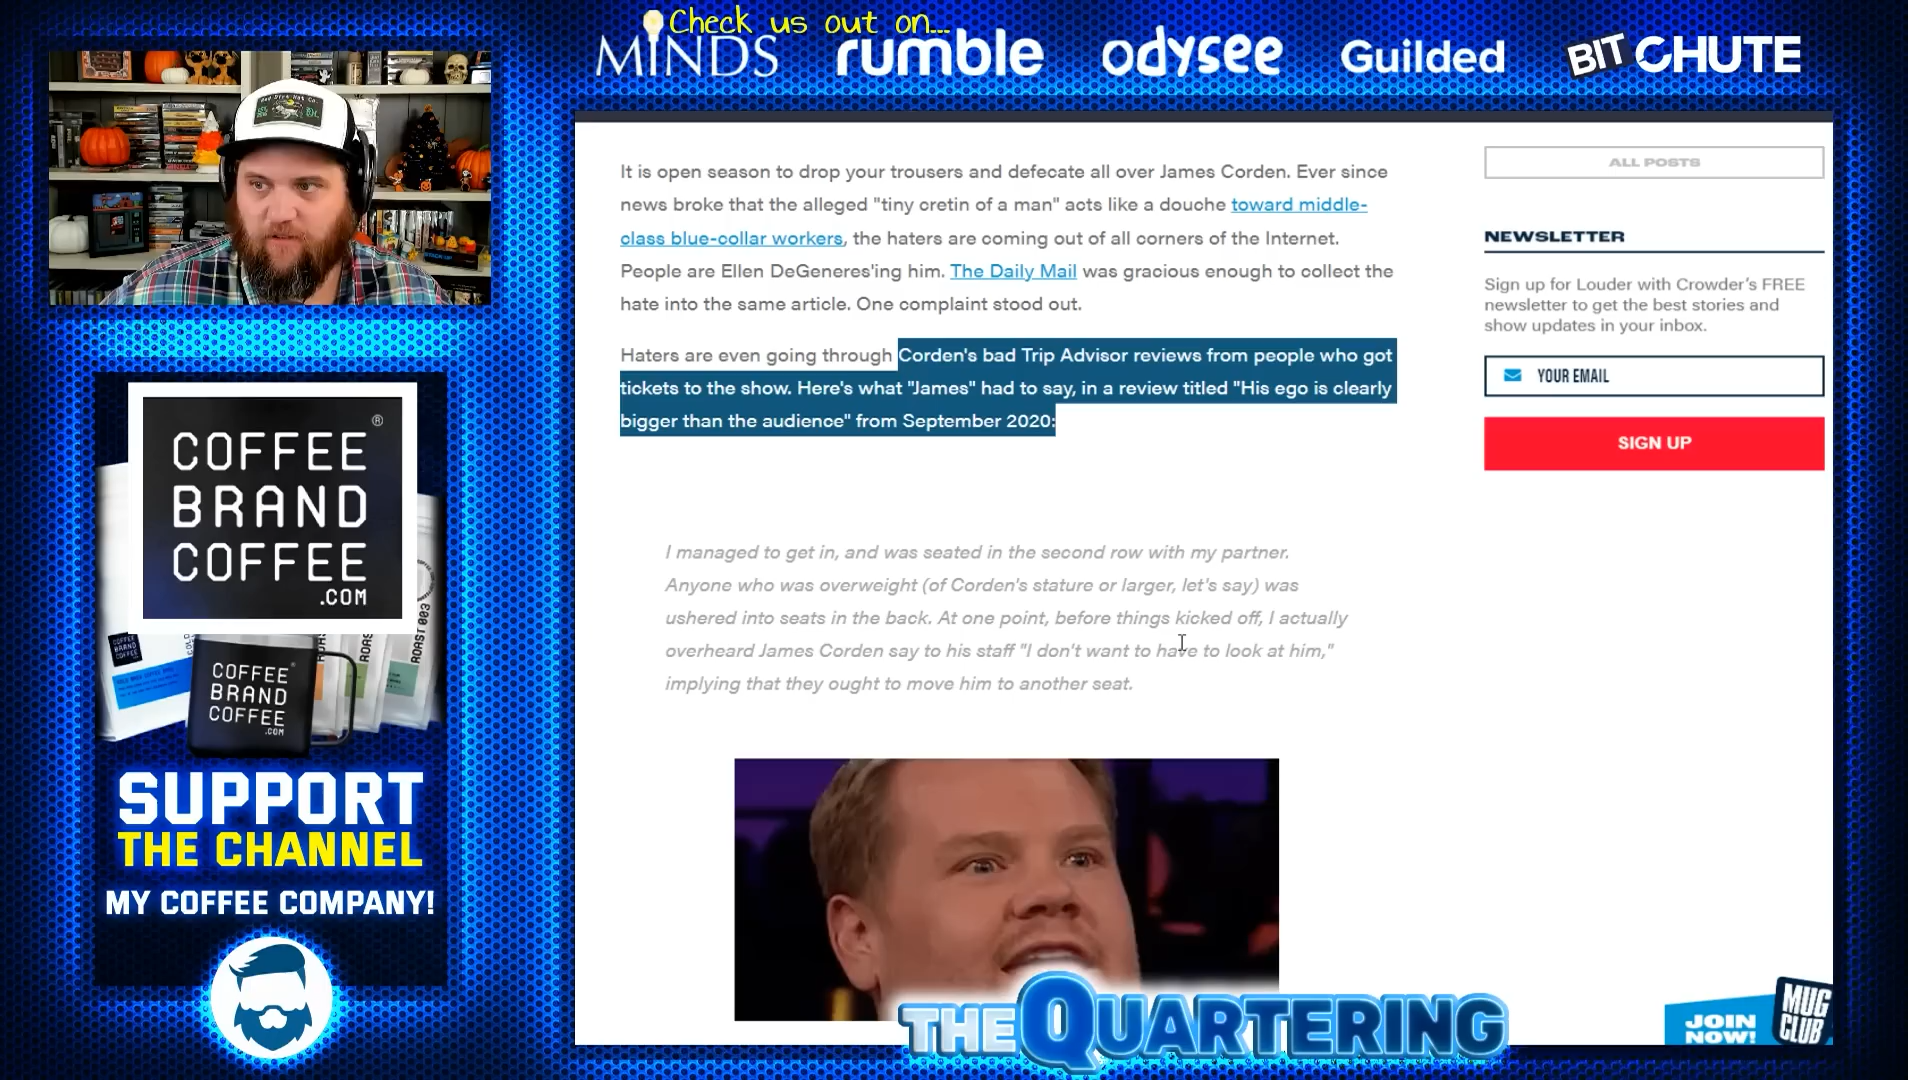 Check us out on...
MINDS rumble odysee Guilded BITCHUTE
It is open season to drop your trousers and defecate all over James Corden. Ever since
news broke that the alleged "tiny cretin of a man" acts like a douche toward middle-
class blue-collar workers, the haters are coming out of all corners of the Internet.
People are Ellen DeGeneres'ing him. The Daily Mail was gracious enough to collect the
hate into the same article. One complaint stood out.
Haters are even going through Corden's bad Trip Advisor reviews from people who got
tickets to the show. Here's what "James" had to say, in a review titled "His ego is clearly
bigger than the audience" from September 2020:
I managed to get in, and was seated in the second row with my partner.
Anyone who was overweight (of Corden's stature or larger, let's say) was
ushered into seats in the back. At one point, before things kicked off, I actually
overheard James Corden say to his staff "I don't want to have to look at him,"
implying that they ought to move him to another seat.
ALL POSTS
NEWSLETTER
Sign up for Louder with Crowder's FREE
newsletter to get the best stories and
show updates in your inbox.
YOUR EMAIL
SIGN UP
COFFEE
BRAND
COFFEE
.COM
®
ROAST 003
COFFEE
BRAND
COFFEE
.COM
SUPPORT
THE CHANNEL
MY COFFEE COMPANY!
THE QUARTERING
JOIN
NOW!
MUG
CLUB